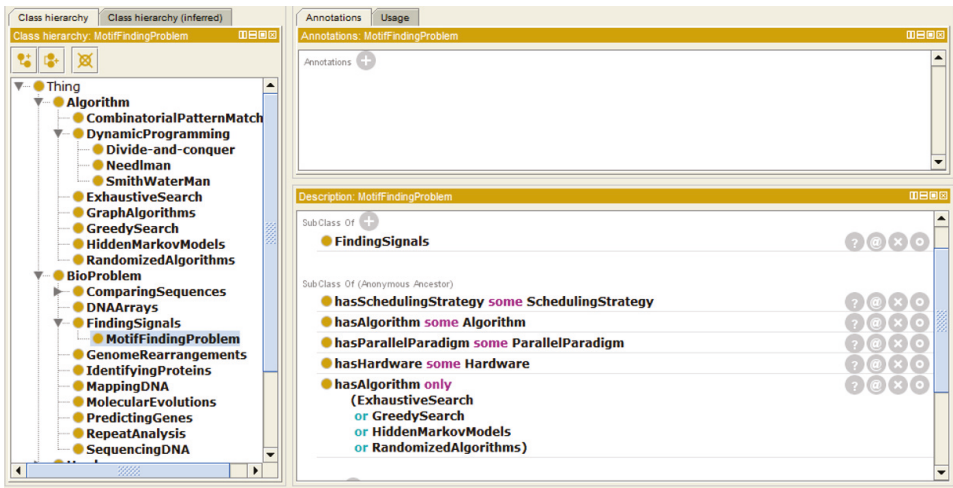 Class hierarchy
Class hierarchy (inferred)
Class hierarchy: MotifFindingProblem
Thing
Algorithm
CombinatorialPatternMatch
DynamicProgramming
Divide-and-conquer
Needlman
SmithWaterMan
ExhaustiveSearch
GraphAlgorithms
GreedySearch
HiddenMarkovModels
RandomizedAlgorithms
BioProblem
ComparingSequences
DNAArrays
FindingSignals
MotifFindingProblem
GenomeRearrangements
IdentifyingProteins
MappingDNA
MolecularEvolutions
PredictingGenes
RepeatAnalysis
SequencingDNA
Annotations
Usage
Annotations: MotifFindingProblem
Annotations
Description: MotifFindingProblem
SubClass Of
FindingSignals
? @
SubClass Of (Anonymous Ancestor)
hasSchedulingStrategy some SchedulingStrategy
? @
hasAlgorithm some Algorithm
? @
hasParallelParadigm some ParallelParadigm
? @
hasHardware some Hardware
? @
hasAlgorithm only
? @
(ExhaustiveSearch
or GreedySearch
or HiddenMarkovModels
or RandomizedAlgorithms)